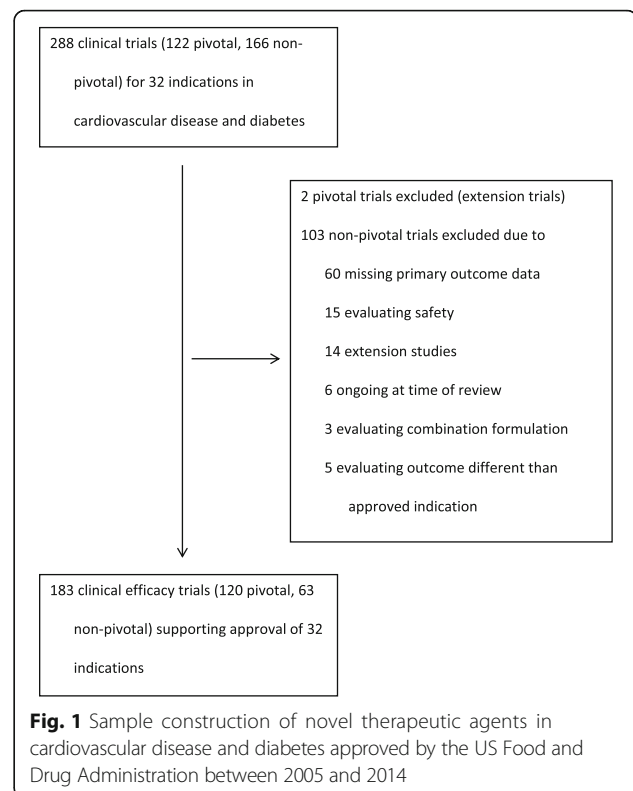 288 clinical trials (122 pivotal, 166 non-
pivotal) for 32 indications in
cardiovascular disease and diabetes
2 pivotal trials excluded (extension trials)
103 non-pivotal trials excluded due to
60 missing primary outcome data
15 evaluating safety
14 extension studies
6 ongoing at time of review
3 evaluating combination formulation
5 evaluating outcome different than
approved indication
183 clinical efficacy trials (120 pivotal, 63
non-pivotal) supporting approval of 32
indications
Fig. 1 Sample construction of novel therapeutic agents in
cardiovascular disease and diabetes approved by the US Food and
Drug Administration between 2005 and 2014